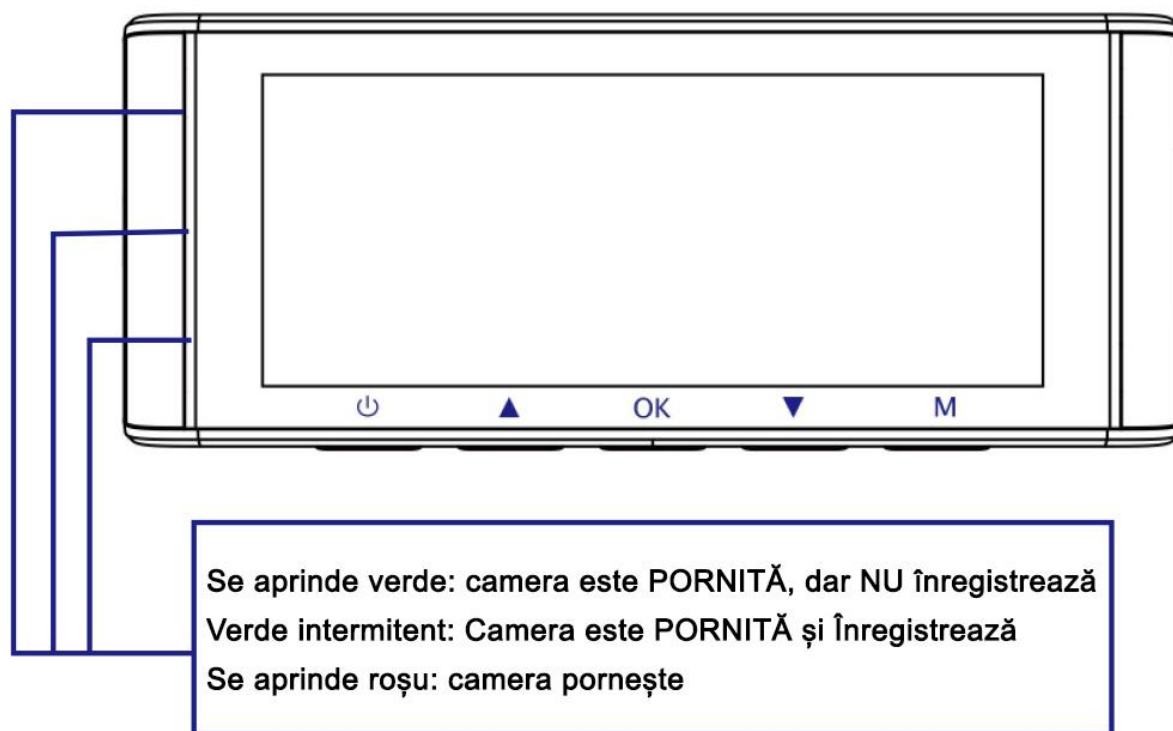 ⏻ ▲ OK ▼ M
Se aprinde verde: camera este PORNITĂ, dar NU înregistrează
Verde intermitent: Camera este PORNITĂ și Înregistrează
Se aprinde roșu: camera pornește